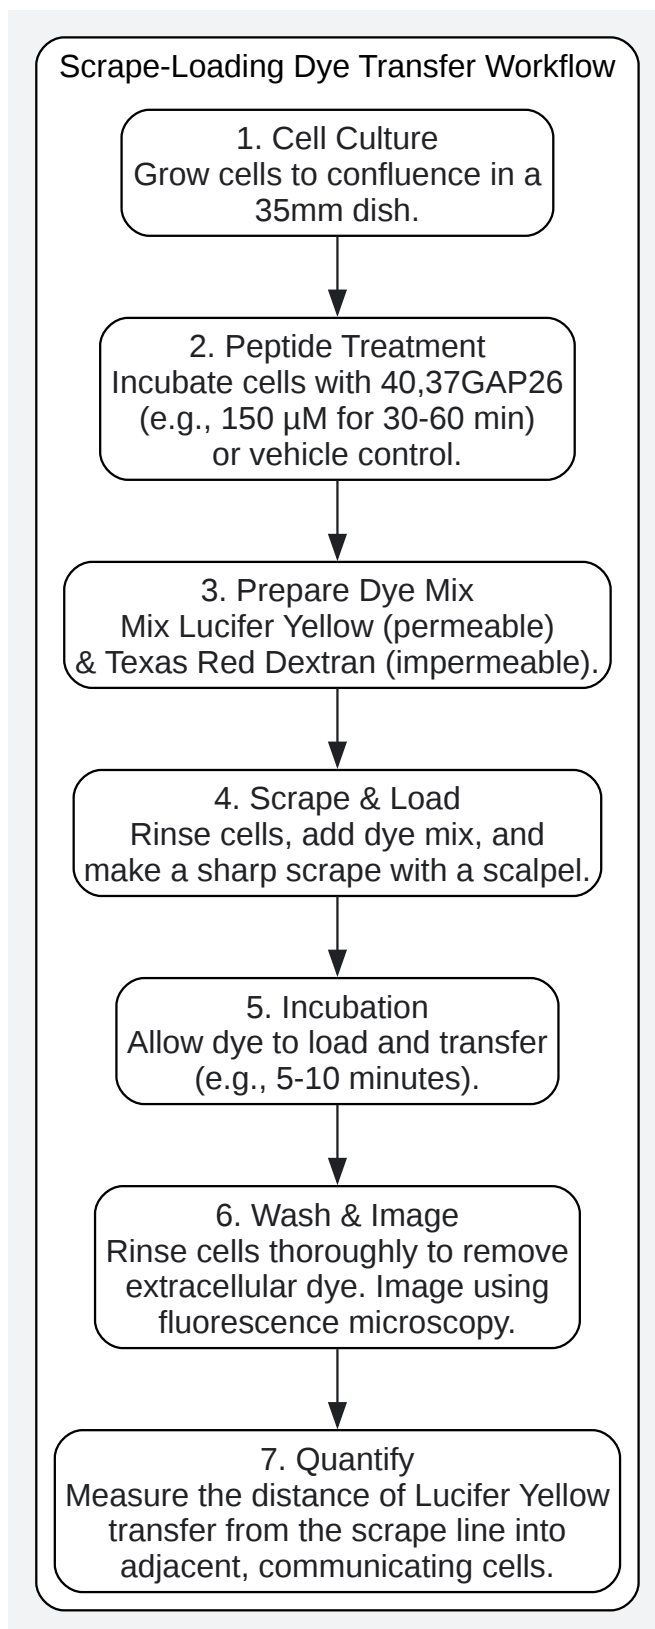 Scrape-Loading Dye Transfer Workflow
1. Cell Culture
Grow cells to confluence in a
35mm dish.
2. Peptide Treatment
Incubate cells with 40,37GAP26
(e.g., 150 µM for 30-60 min)
or vehicle control.
3. Prepare Dye Mix
Mix Lucifer Yellow (permeable)
& Texas Red Dextran (impermeable).
4. Scrape & Load
Rinse cells, add dye mix, and
make a sharp scrape with a scalpel.
5. Incubation
Allow dye to load and transfer
(e.g., 5-10 minutes).
6. Wash & Image
Rinse cells thoroughly to remove
extracellular dye. Image using
fluorescence microscopy.
7. Quantify
Measure the distance of Lucifer Yellow
transfer from the scrape line into
adjacent, communicating cells.